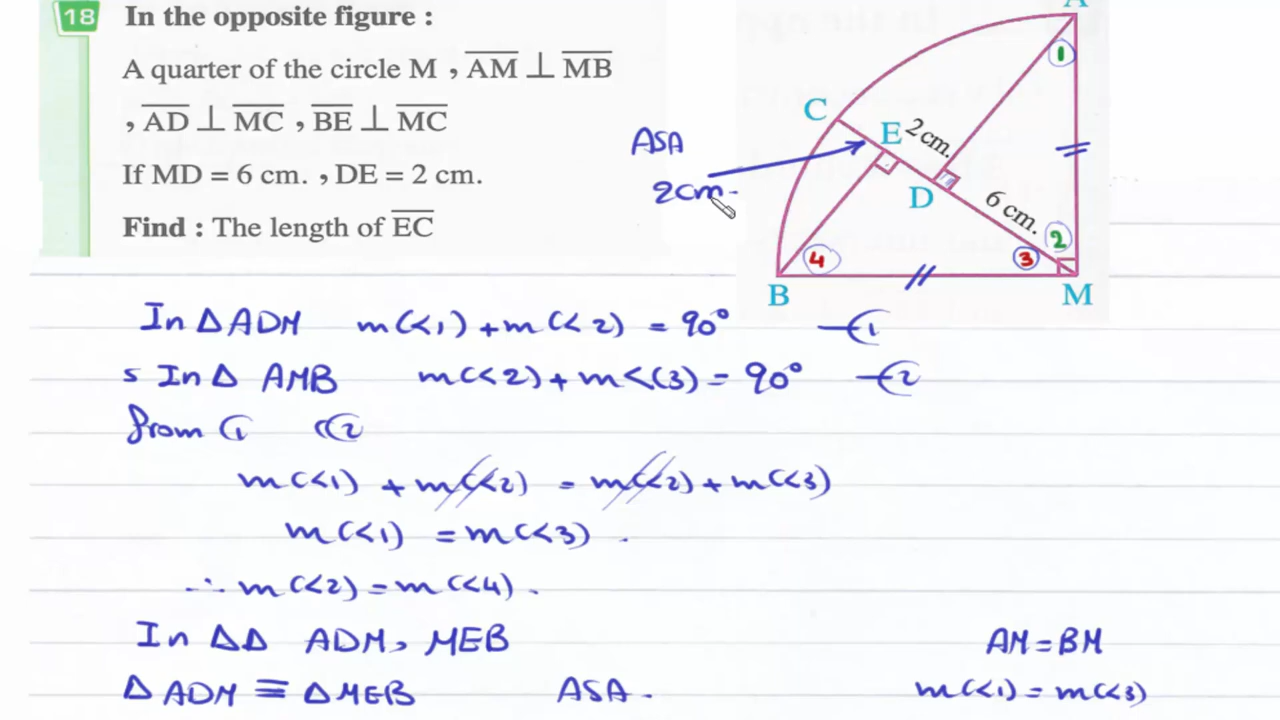 18 In the opposite figure :
A quarter of the circle M , AM ⊥ MB
, AD ⊥ MC , BE ⊥ MC
If MD = 6 cm. , DE = 2 cm.
Find : The length of EC
A
1
C
E
2 cm.
D
6 cm.
2
3
4
B
M
ASA
2cm.
In Δ ADM m(<1) + m(<2) = 90° —(1
, In Δ AMB m(<2) + m<(3) = 90° —(2
from (1 (2
m(<1) + m(<2) = m(<2) + m(<3)
m(<1) = m(<3) .
∴ m(<2) = m(<4) .
In ΔΔ ADM, MEB
AM = BM
Δ ADM ≡ Δ MEB ASA .
m(<1) = m(<3)